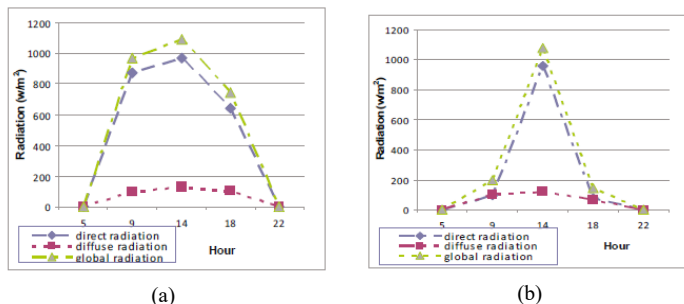 1200
1000
800
600
400
200
0
Radiation (w/m²)
5 9 14 18 22
Hour
direct radiation
diffuse radiation
global radiation
(a)
1200
1000
800
600
400
200
0
Radiation (w/m²)
5 9 14 18 22
Hour
direct radiation
diffuse radiation
global radiation
(b)